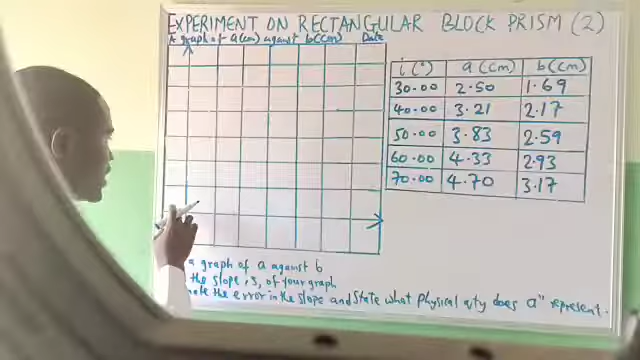 EXPERIMENT ON RECTANGULAR BLOCK PRISM (2)
A graph of a(cm) against b(cm) Date
i(°) a(cm) b(cm)
30.00 2.50 1.69
40.00 3.21 2.17
50.00 3.83 2.59
60.00 4.33 2.93
70.00 4.70 3.17
a graph of a against b
the slope, s, of your graph
the error in the slope and state what physical qty does a" represent.